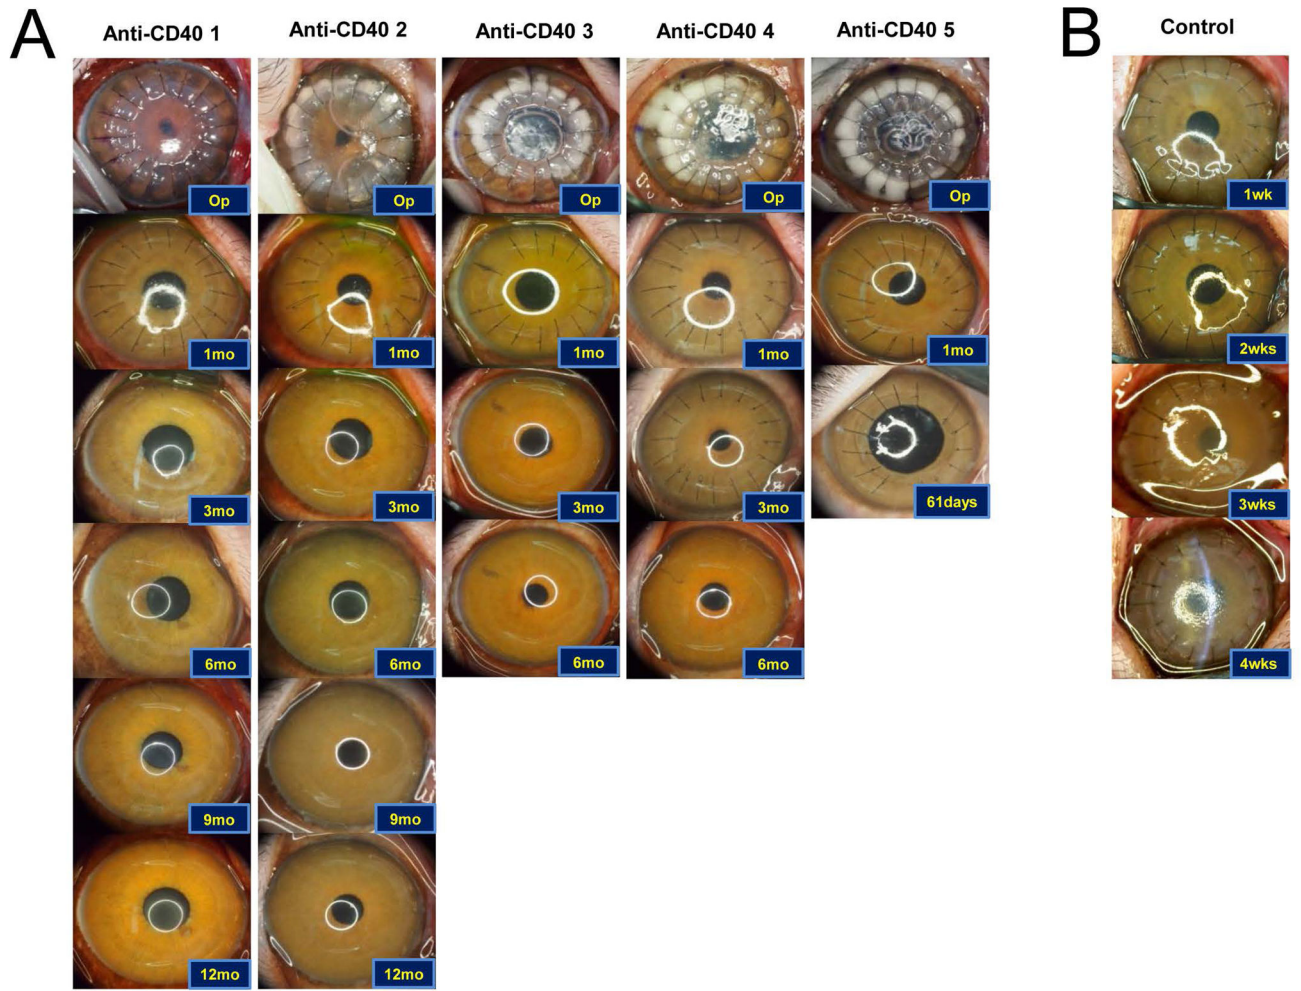 A
B
Anti-CD40 1
Anti-CD40 2
Anti-CD40 3
Anti-CD40 4
Anti-CD40 5
Control
Op
Op
Op
Op
Op
1wk
1mo
1mo
1mo
1mo
1mo
2wks
3mo
3mo
3mo
3mo
61days
3wks
6mo
6mo
6mo
6mo
4wks
9mo
9mo
12mo
12mo